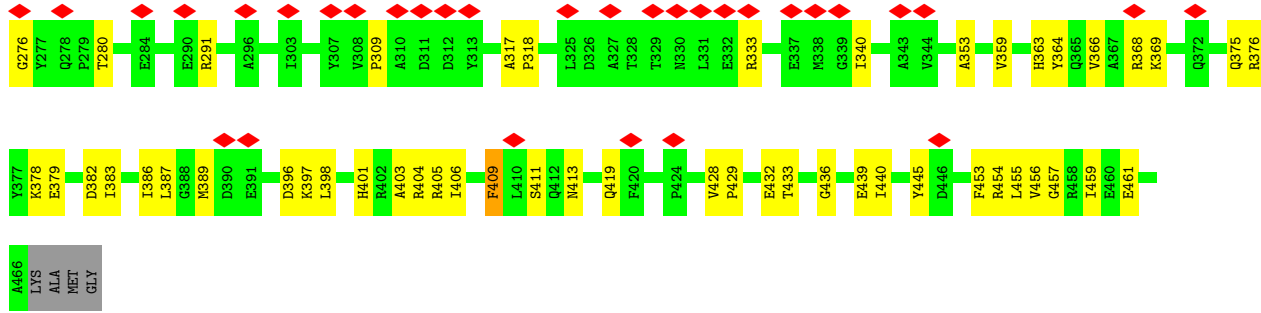 G276 Y277 Q278 P279 T280 E284 E290 R291 A296 I303 Y307 V308 P309 A310 D311 D312 Y313 A317 P318 L325 D326 A327 T328 T329 N330 L331 E332 R333 E337 M338 G339 I340 A343 V344 A353 V359 H363 Y364 Q365 V366 A367 R368 K369 Q372 Q375 R376
Y377 K378 E379 D382 I383 I386 L387 G388 M389 D390 E391 D396 K397 L398 H401 R402 A403 R404 R405 I406 F409 L410 S411 Q412 N413 Q419 F420 P424 V428 P429 E432 T433 G436 E439 I440 Y445 D446 F453 R454 L455 V456 G457 R458 I459 E460 E461
A466 LYS ALA MET GLY